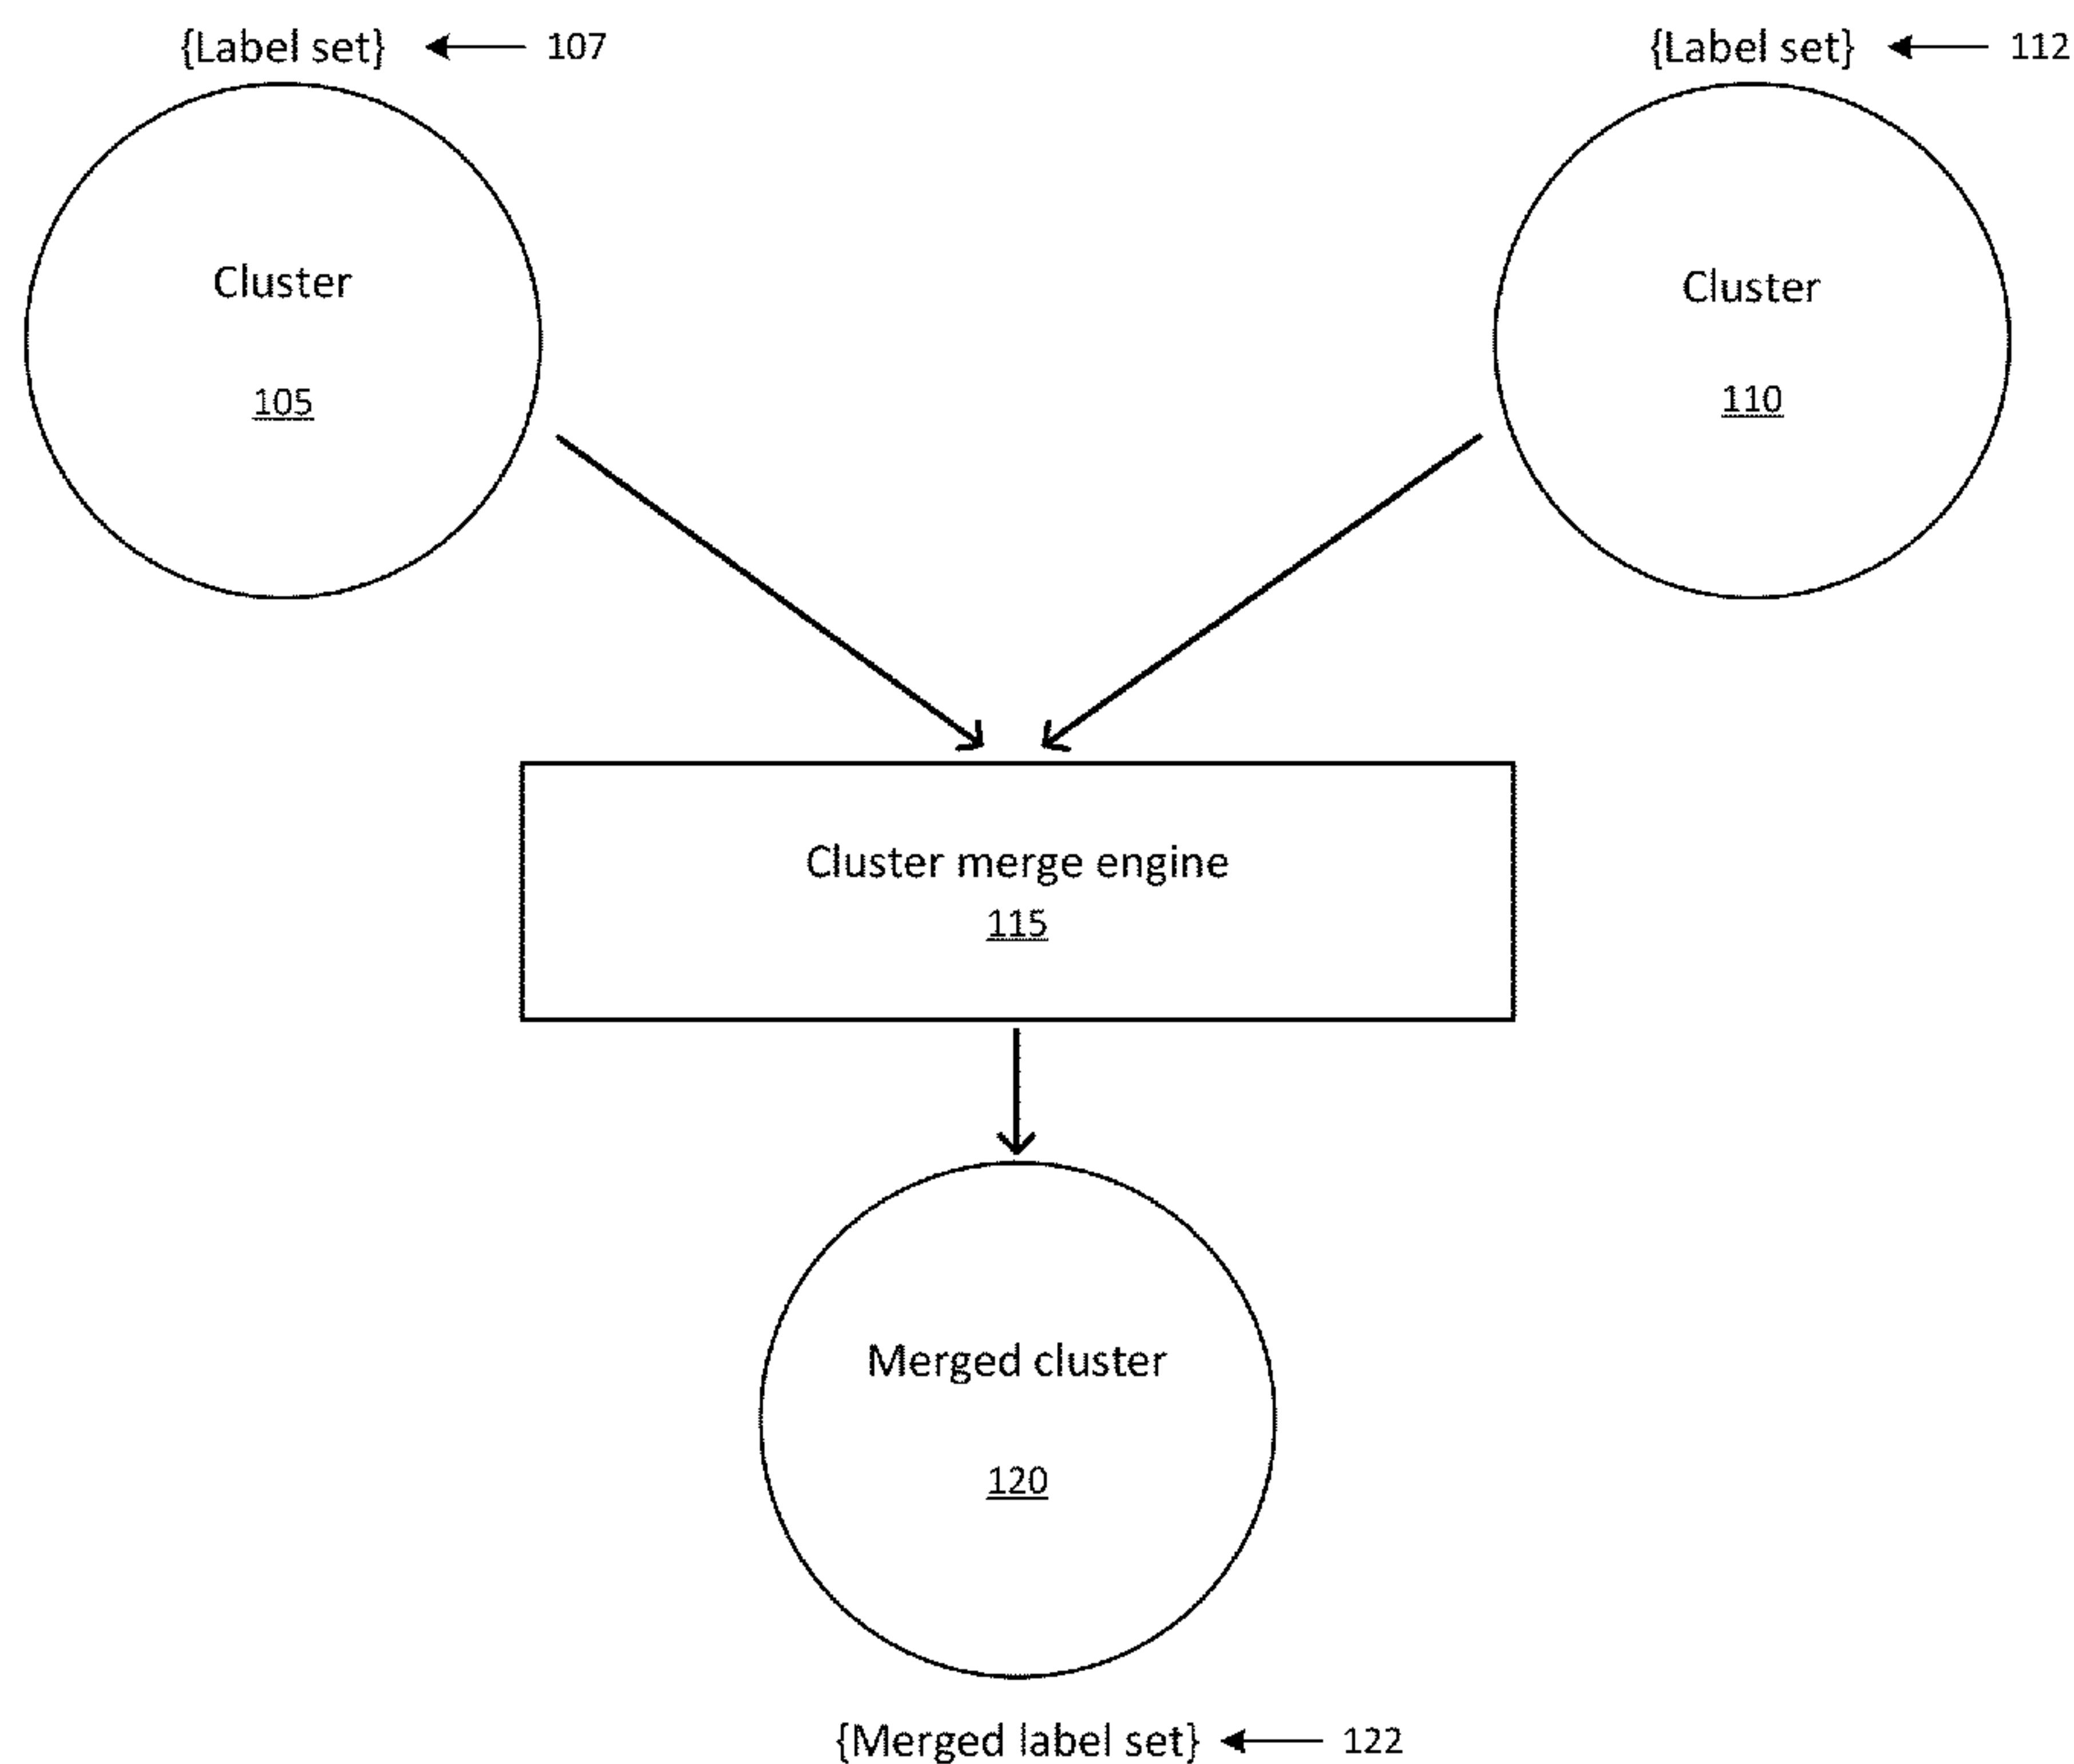 {Label set} 107
{Label set} 112
Cluster
105
Cluster
110
Cluster merge engine
115
Merged cluster
120
{Merged label set} 122